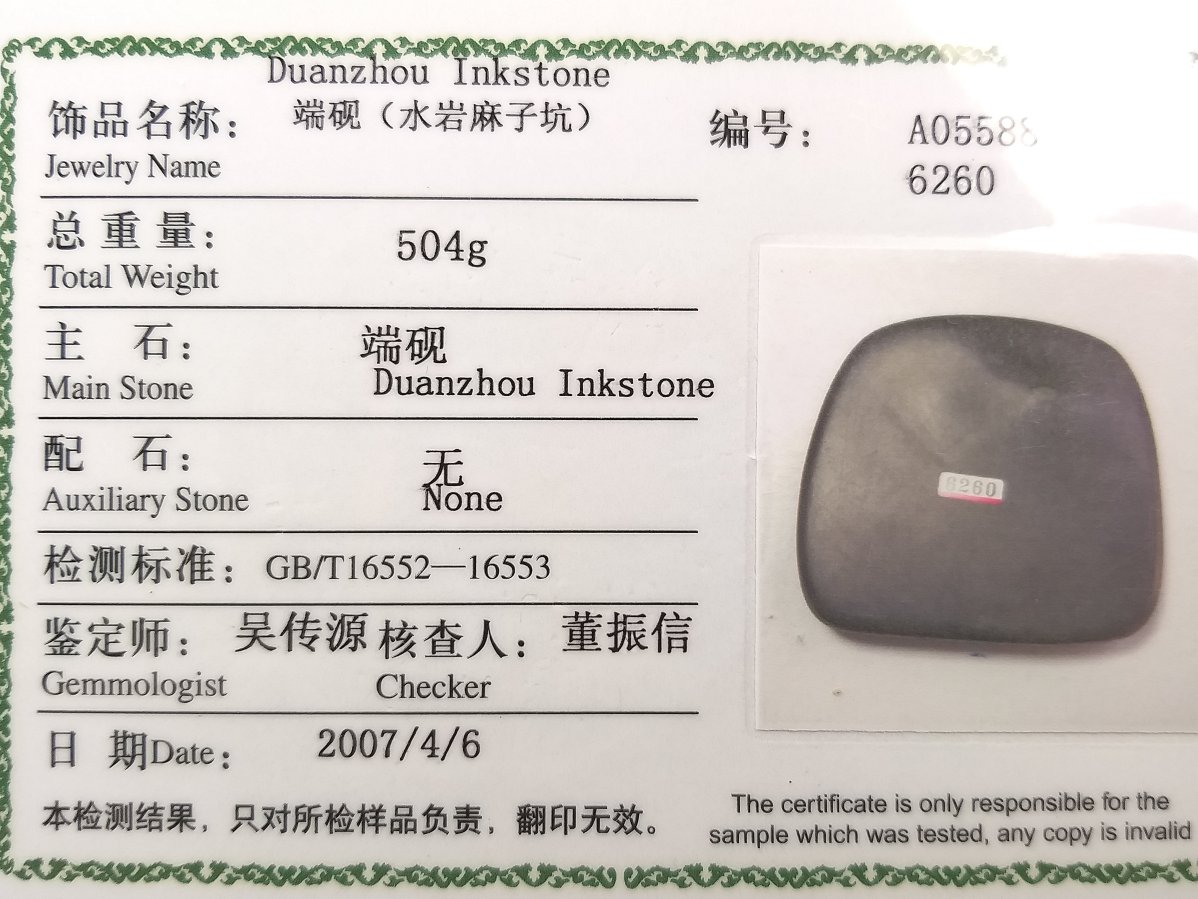 Duanzhou Inkstone
饰品名称： 端砚（水岩麻子坑）
Jewelry Name
编号： A05588
6260
总重量： 504g
Total Weight
主 石： 端砚
Main Stone Duanzhou Inkstone
配 石： 无
Auxiliary Stone None
检测标准：GB/T16552—16553
鉴定师： 吴传源 核查人： 董振信
Gemmologist Checker
日 期Date： 2007/4/6
本检测结果，只对所检样品负责，翻印无效。
6260
The certificate is only responsible for the
sample which was tested, any copy is invalid